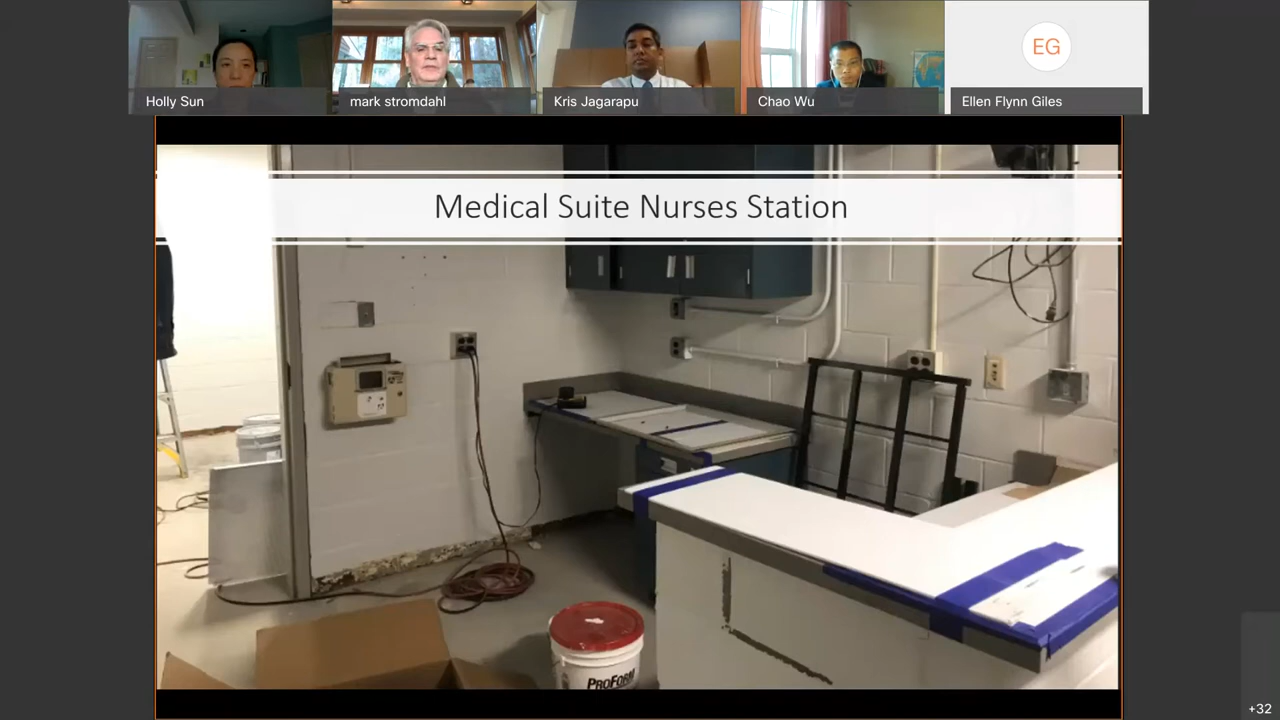 EG
Holly Sun
mark stromdahl
Kris Jagarapu
Chao Wu
Ellen Flynn Giles
Medical Suite Nurses Station
PROFORM
+32